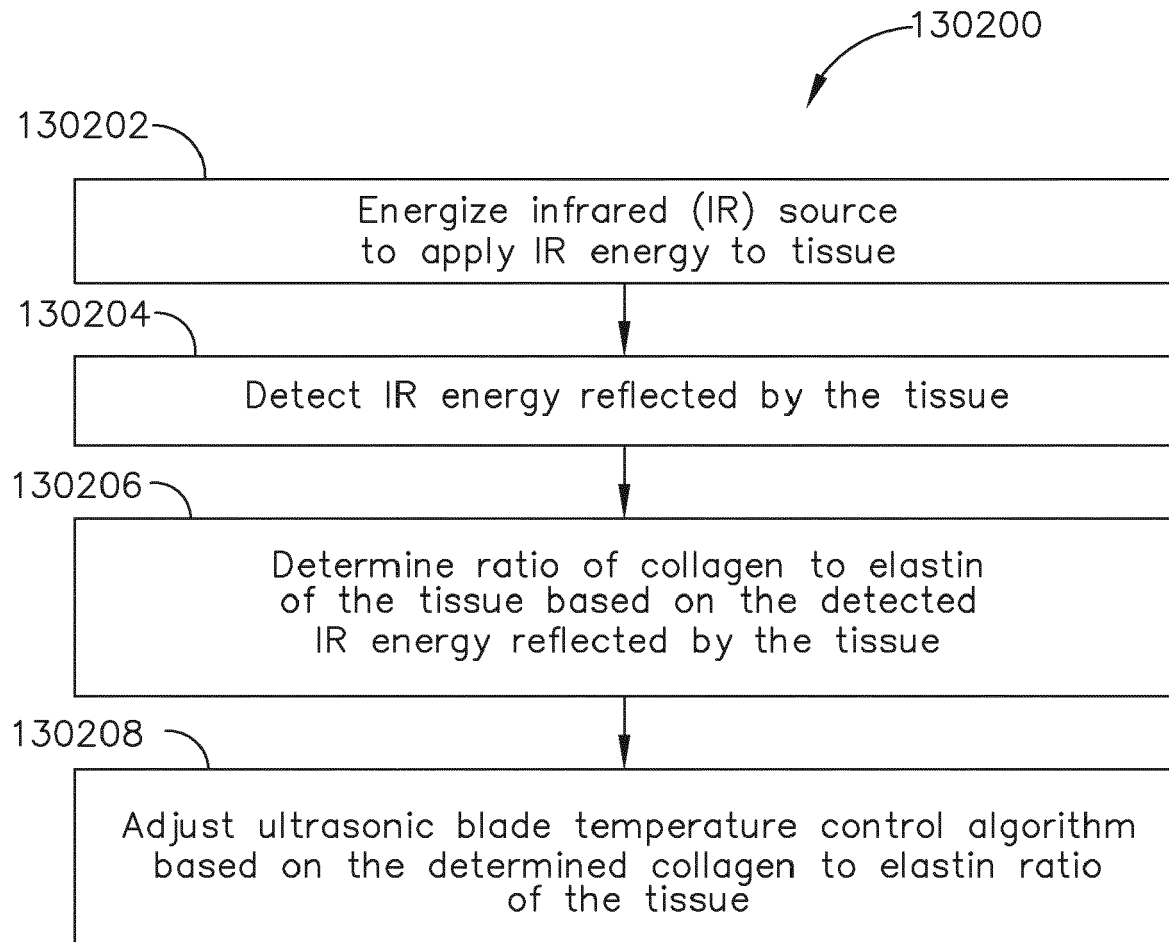 130200
130202
Energize infrared (IR) source
to apply IR energy to tissue
130204
Detect IR energy reflected by the tissue
130206
Determine ratio of collagen to elastin
of the tissue based on the detected
IR energy reflected by the tissue
130208
Adjust ultrasonic blade temperature control algorithm
based on the determined collagen to elastin ratio
of the tissue